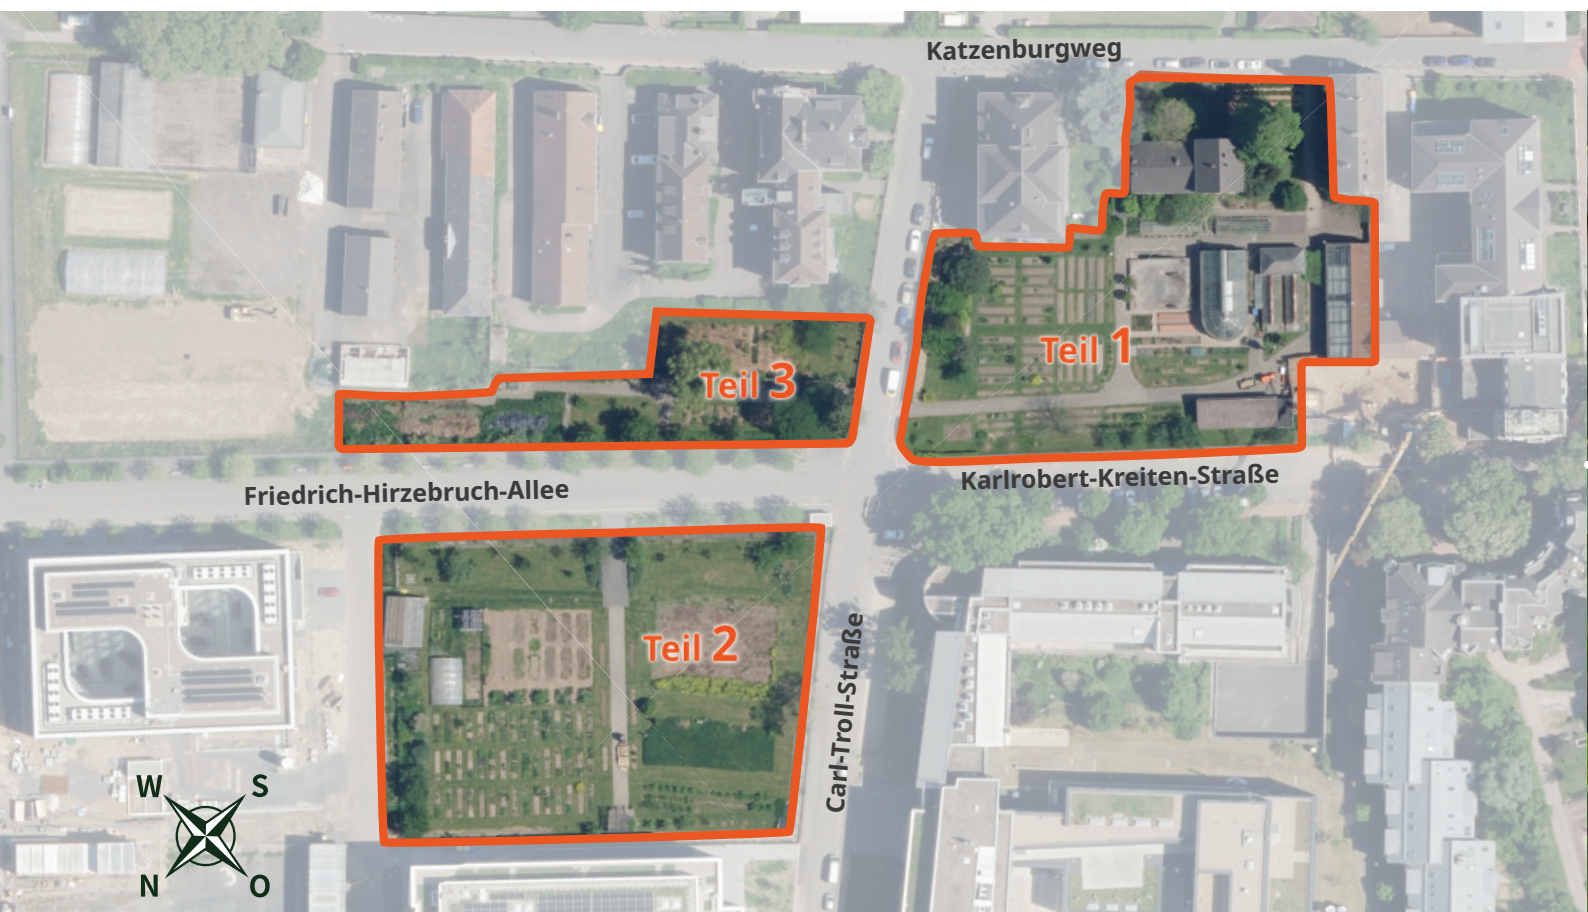 Katzenburgweg
Teil 1
Teil 3
Karlrobert-Kreiten-Straße
Friedrich-Hirzebruch-Allee
Teil 2
Carl-Troll-Straße
W S
N O